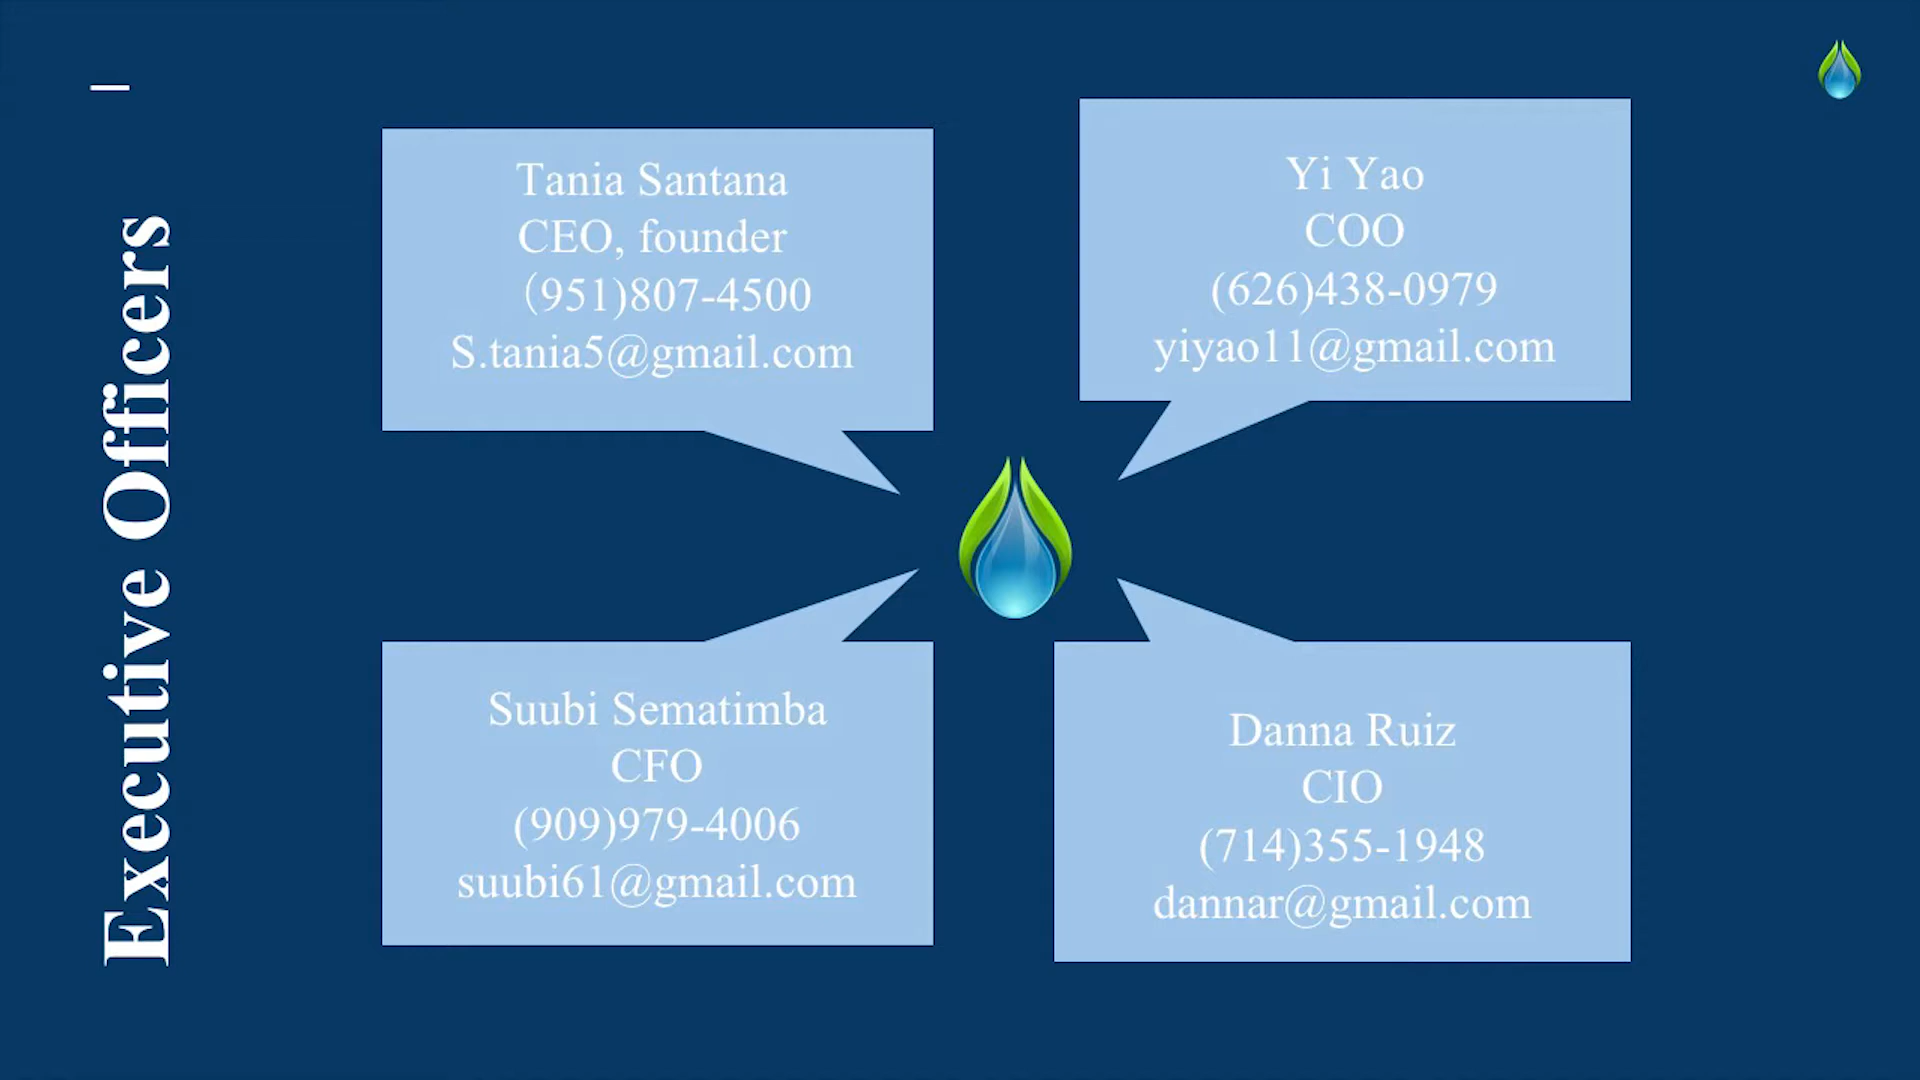 Executive Officers
Tania Santana
CEO, founder
(951)807-4500
S.tania5@gmail.com
Yi Yao
COO
(626)438-0979
yiyao11@gmail.com
Suubi Sematimba
CFO
(909)979-4006
suubi61@gmail.com
Danna Ruiz
CIO
(714)355-1948
dannar@gmail.com